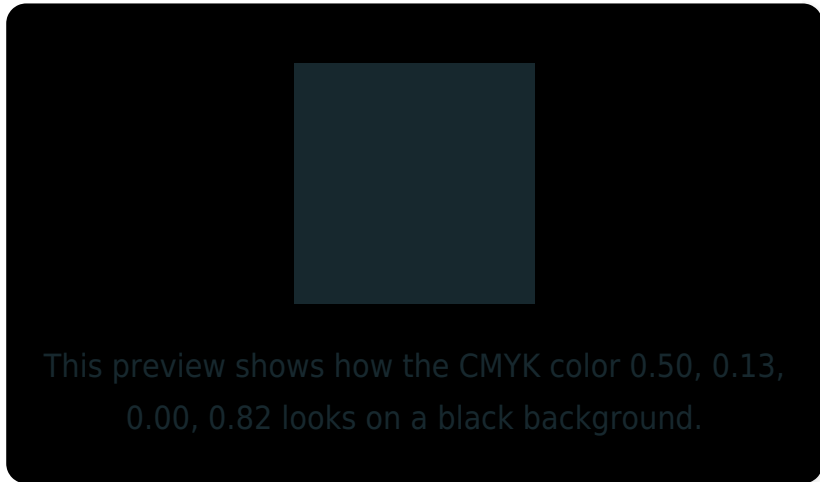 This preview shows how the CMYK color 0.50, 0.13,
0.00, 0.82 looks on a black background.